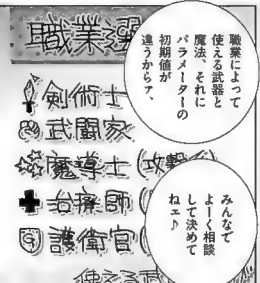 職業選
職業によって
使える武器と
魔法、それに
パラメーターの
初期値が
違うからァ、
剣術士
武闘家
魔導士(攻撃
治療師(
護衛官(
みんなで
よーく相談
して決めて
ねェ♪